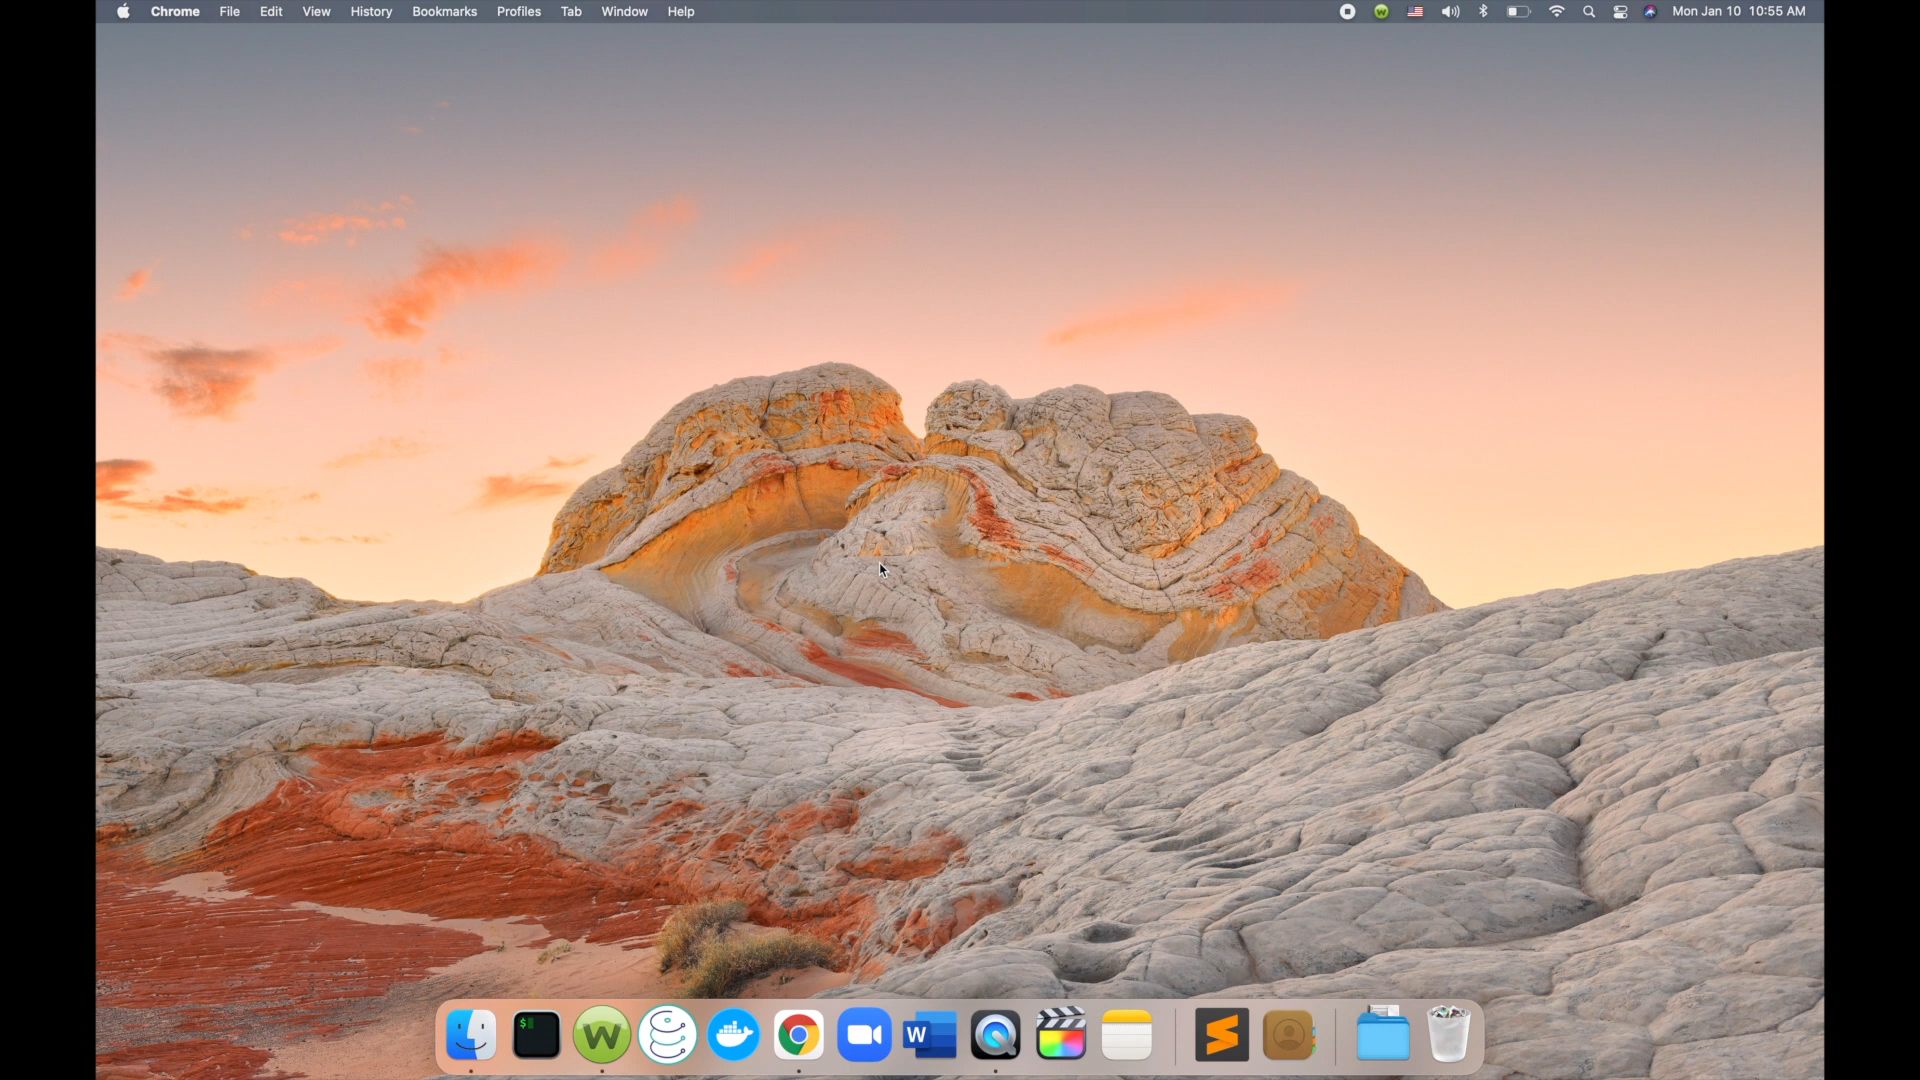 Chrome File Edit View History Bookmarks Profiles Tab Window Help Mon Jan 10 10:55 AM
$
W